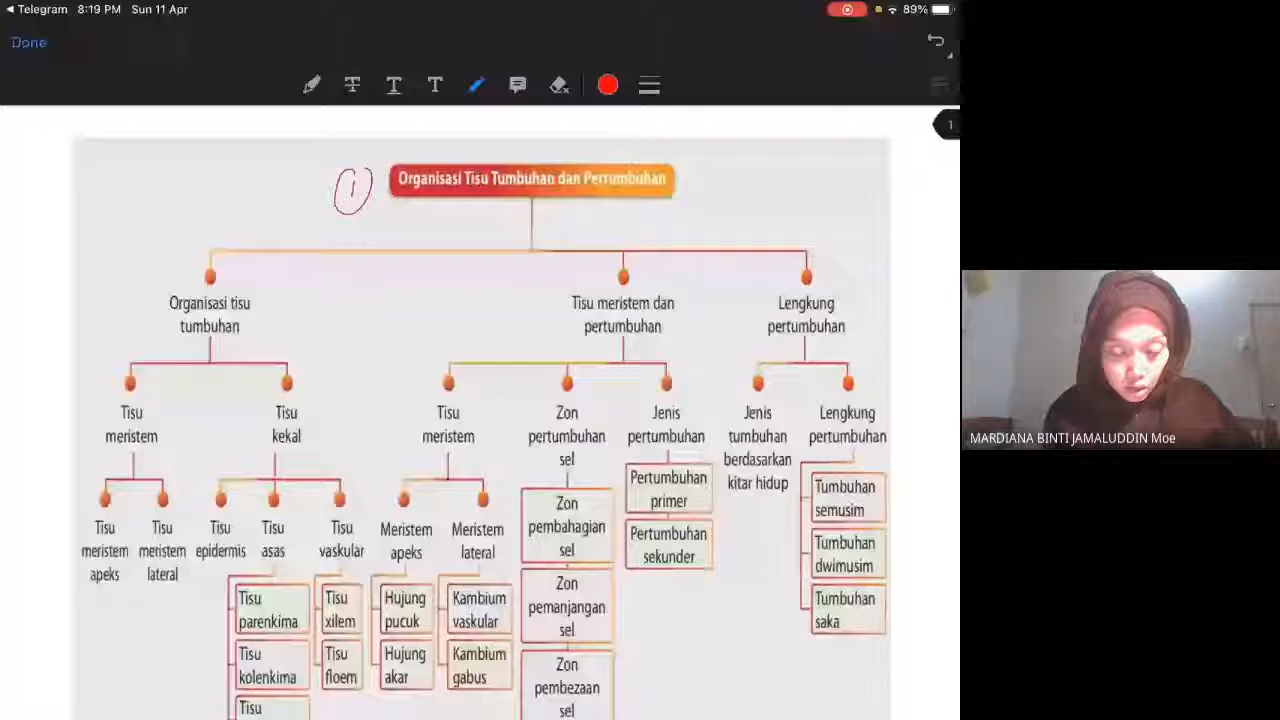 Telegram 8:19 PM Sun 11 Apr
89%
Done
T T T
1
1
Organisasi Tisu Tumbuhan dan Pertumbuhan
Organisasi tisu
tumbuhan
Tisu meristem dan
pertumbuhan
Lengkung
pertumbuhan
Tisu
meristem
Tisu
kekal
Tisu
meristem
Zon
pertumbuhan
sel
Jenis
pertumbuhan
Jenis
tumbuhan
berdasarkan
kitar hidup
Lengkung
pertumbuhan
Tisu
meristem
apeks
Tisu
meristem
lateral
Tisu
epidermis
Tisu
asas
Tisu
vaskular
Meristem
apeks
Meristem
lateral
Zon
pembahagian
sel
Zon
pemanjangan
sel
Zon
pembezaan
sel
Pertumbuhan
primer
Pertumbuhan
sekunder
Tumbuhan
semusim
Tumbuhan
dwimusim
Tumbuhan
saka
Tisu
parenkima
Tisu
kolenkima
Tisu
Tisu
xilem
Tisu
floem
Hujung
pucuk
Hujung
akar
Kambium
vaskular
Kambium
gabus
MARDIANA BINTI JAMALUDDIN Moe